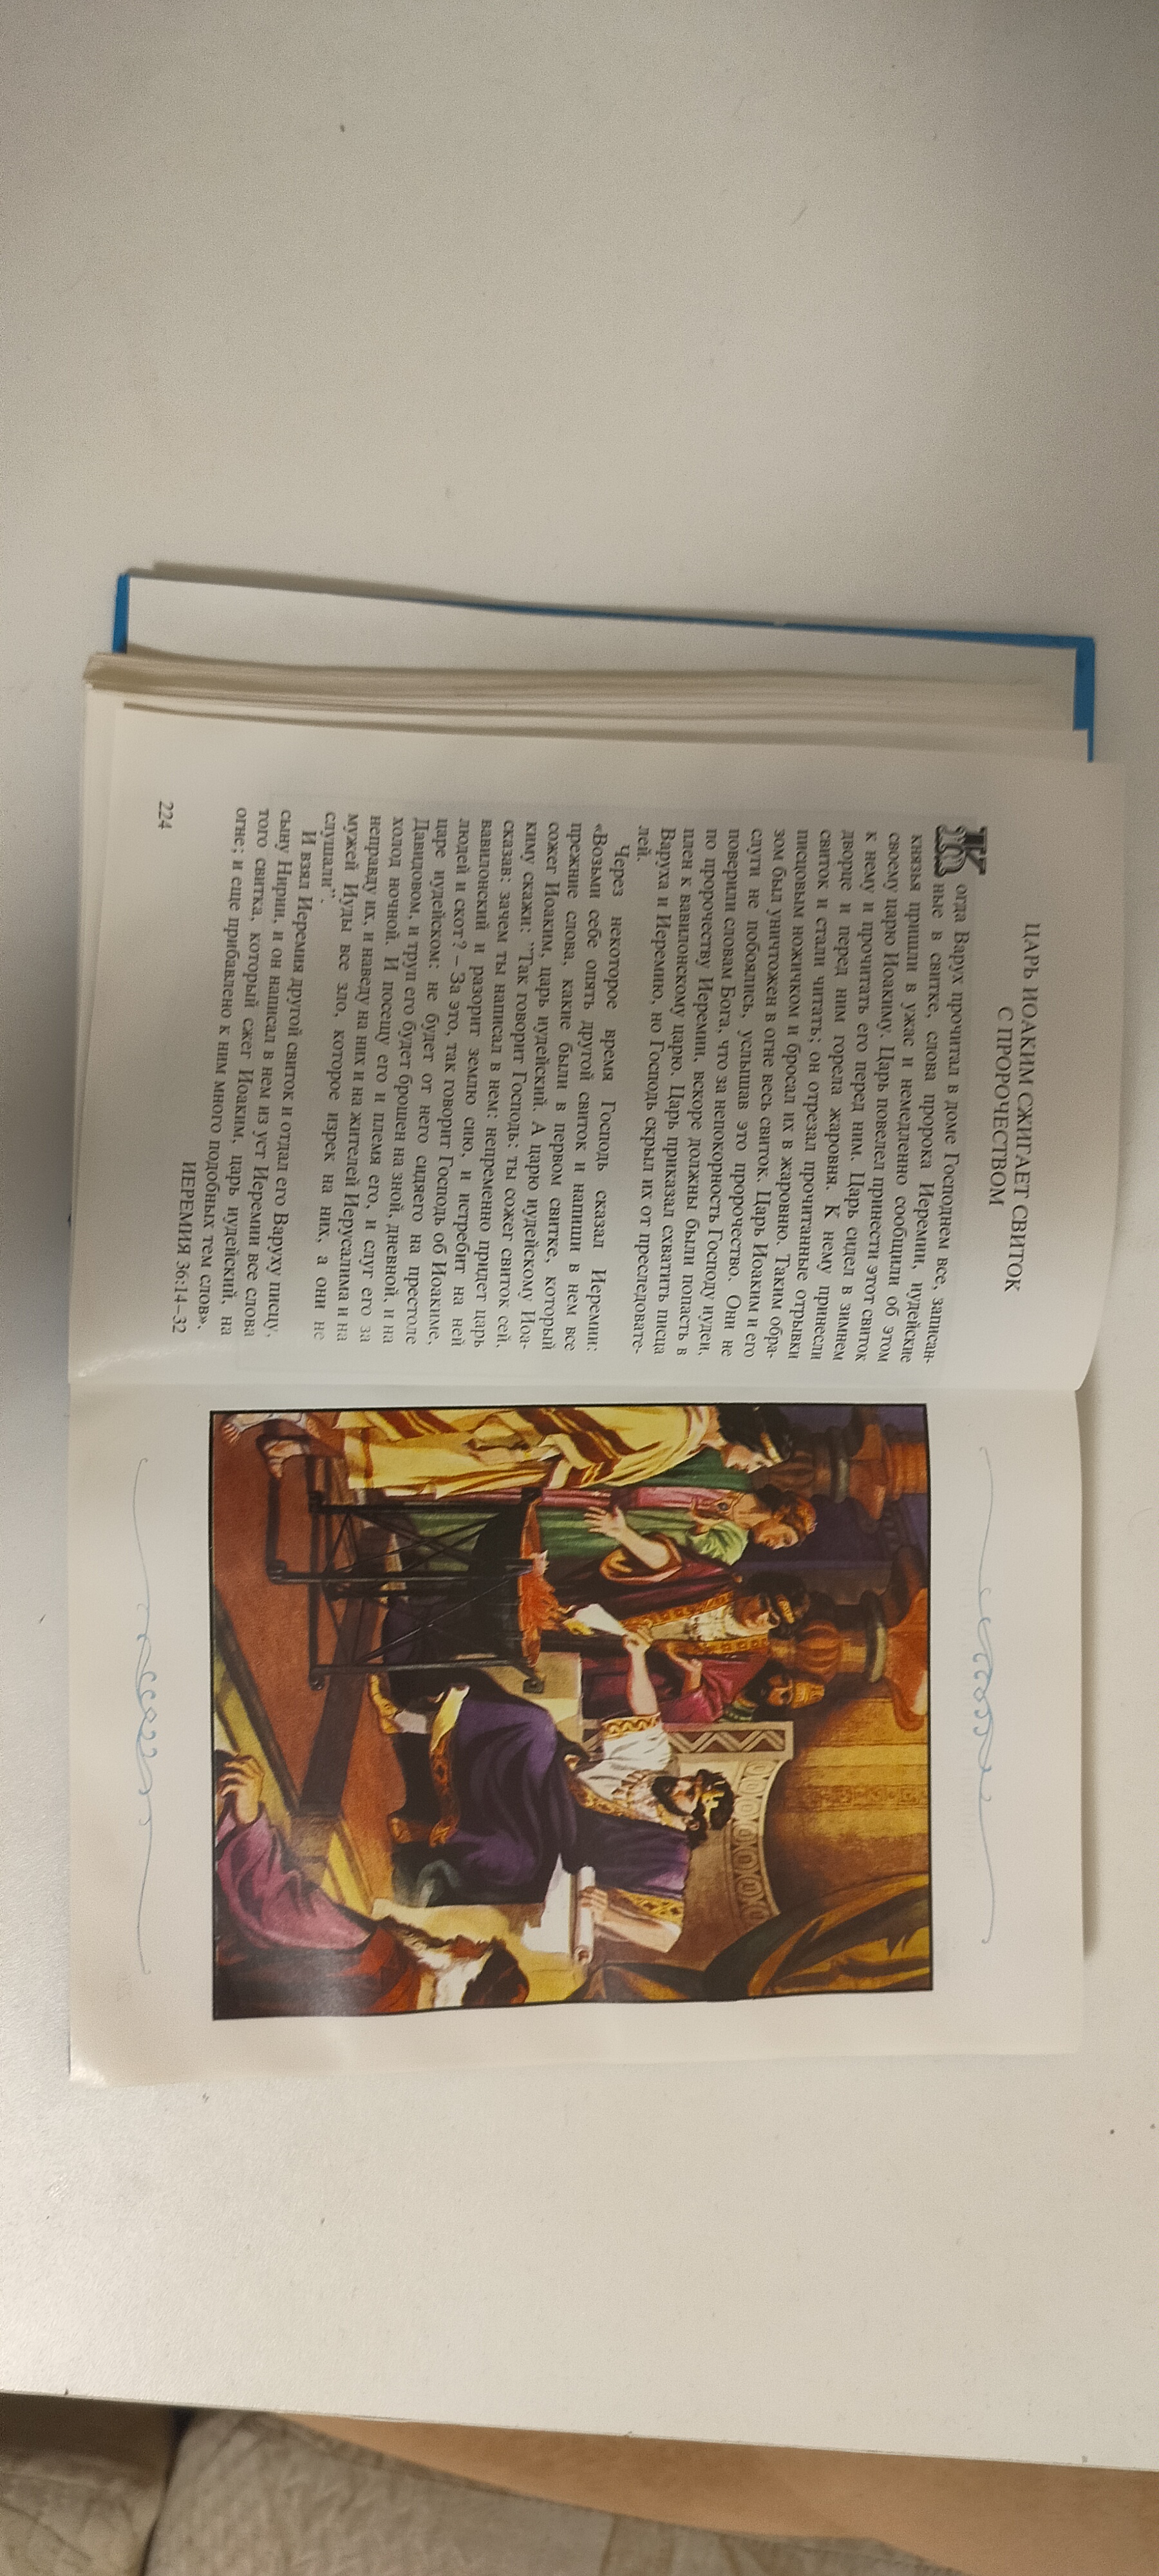 ЦАРЬ ИОАКИМ СЖИГАЕТ СВИТОК
С ПРОРОЧЕСТВОМ
Когда Варух прочитал в доме Господнем все, записан-
ные в свитке, слова пророка Иеремии, иудейские
князья пришли в ужас и немедленно сообщили об этом
своему царю Иоакиму. Царь повелел принести этот свиток
к нему и прочитать его перед ним. Царь сидел в зимнем
дворце и перед ним горела жаровня. К нему принесли
свиток и стали читать; он отрезал прочитанные отрывки
писцовым ножичком и бросал их в жаровню. Таким обра-
зом был уничтожен в огне весь свиток. Царь Иоаким и его
слуги не побоялись, услышав это пророчество. Они не
поверили словам Бога, что за непокорность Господу иудеи,
по пророчеству Иеремии, вскоре должны были попасть в
плен к вавилонскому царю. Царь приказал схватить писца
Варуха и Иеремию, но Господь скрыл их от преследовате-
лей.
Через некоторое время Господь сказал Иеремии:
«Возьми себе опять другой свиток и напиши в нем все
прежние слова, какие были в первом свитке, который
сожег Иоаким, царь иудейский. А царю иудейскому Иоа-
киму скажи: "Так говорит Господь: ты сожег свиток сей,
сказав: зачем ты написал в нем: непременно придет царь
вавилонский и разорит землю сию, и истребит на ней
людей и скот? – За это, так говорит Господь об Иоакиме,
царе иудейском: не будет от него сидяего на престоле
Давидовом, и труп его будет брошен на зной, дневной, и на
холод ночной. И посещу его и племя его, и слуг его за
неправду их, и наведу на них и на жителей Иерусалима и на
мужей Иуды все зло, которое изрек на них, а они не
слушали".
И взял Иеремия другой свиток и отдал его Варуху писцу,
сыну Нирии, и он написал в нем из уст Иеремии все слова
того свитка, который сжег Иоаким, царь иудейский, на
огне; и еще прибавлено к ним много подобных тем слов».
ИЕРЕМИЯ 36:14–32
224